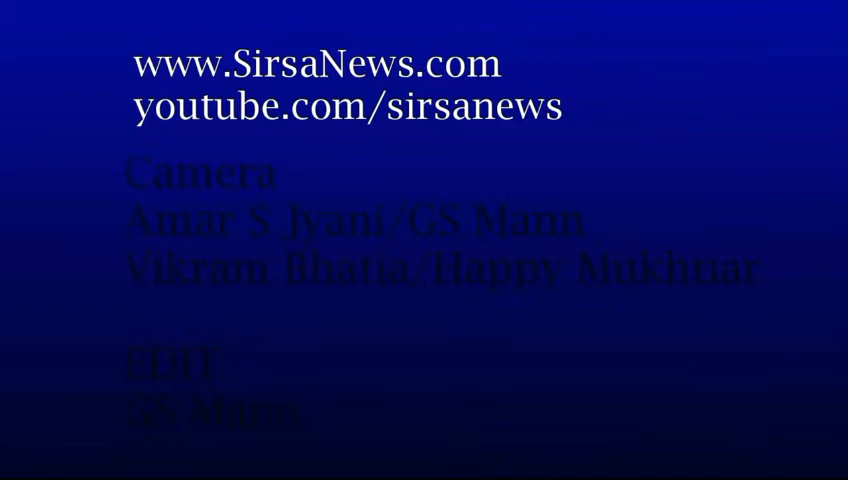 www.SirsaNews.com
youtube.com/sirsanews
Camera
Amar S Jyani/GS Mann
Vikram Bhatia/Happy Mukhtiar
EDIT
GS Mann